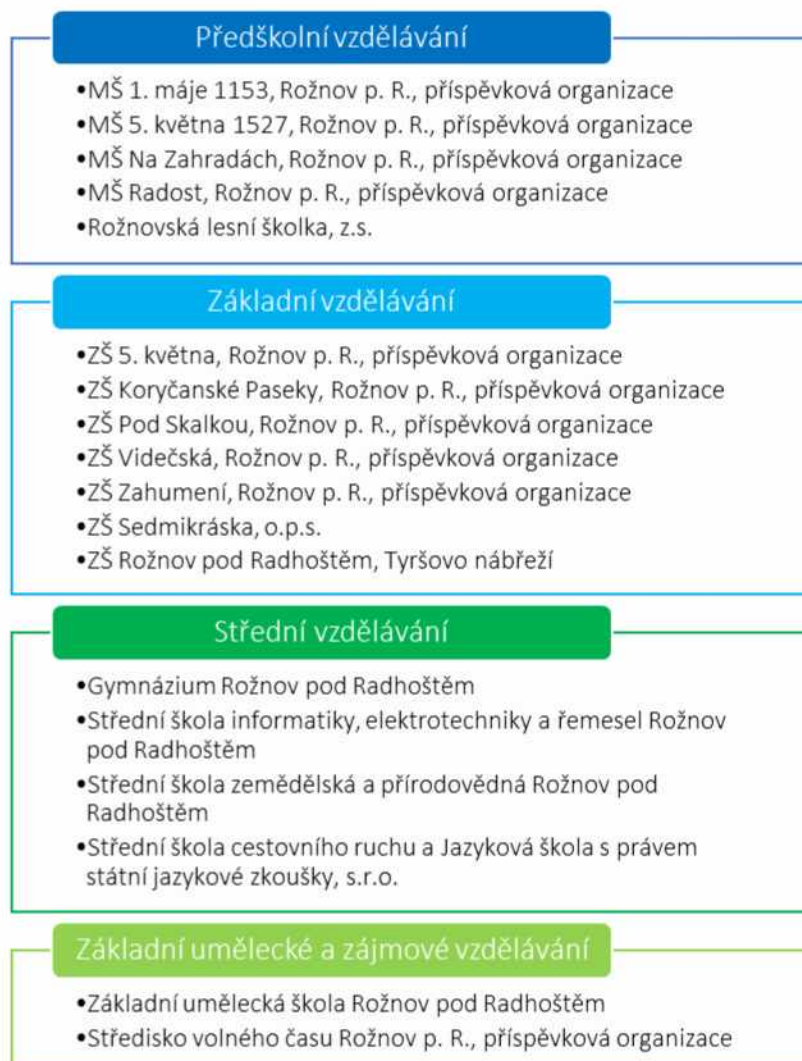 Předškolní vzdělávání
•MŠ 1. máje 1153, Rožnov p. R., příspěvková organizace
•MŠ 5. května 1527, Rožnov p. R., příspěvková organizace
•MŠ Na Zahradách, Rožnov p. R., příspěvková organizace
•MŠ Radost, Rožnov p. R., příspěvková organizace
•Rožnovská lesní školka, z.s.
Základní vzdělávání
•ZŠ 5. května, Rožnov p. R., příspěvková organizace
•ZŠ Koryčanské Paseky, Rožnov p. R., příspěvková organizace
•ZŠ Pod Skalkou, Rožnov p. R., příspěvková organizace
•ZŠ Videčská, Rožnov p. R., příspěvková organizace
•ZŠ Zahumení, Rožnov p. R., příspěvková organizace
•ZŠ Sedmikráska, o.p.s.
•ZŠ Rožnov pod Radhoštěm, Tyršovo nábřeží
Střední vzdělávání
•Gymnázium Rožnov pod Radhoštěm
•Střední škola informatiky, elektrotechniky a řemesel Rožnov
pod Radhoštěm
•Střední škola zemědělská a přírodovědná Rožnov pod
Radhoštěm
•Střední škola cestovního ruchu a Jazyková škola s právem
státní jazykové zkoušky, s.r.o.
Základní umělecké a zájmové vzdělávání
•Základní umělecká škola Rožnov pod Radhoštěm
•Středisko volného času Rožnov p. R., příspěvková organizace